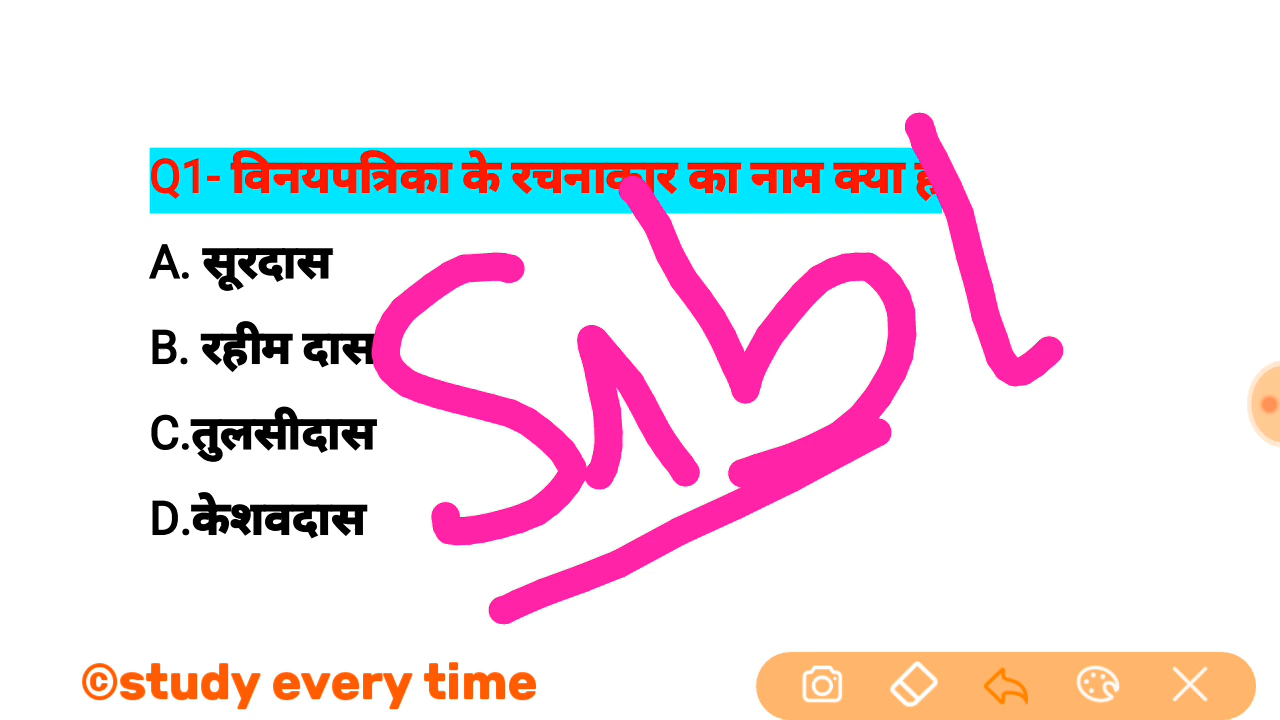 Q1- विनयपत्रिका के रचनाकार का नाम क्या है
A. सूरदास
B. रहीम दास
C.तुलसीदास
D.केशवदास
©study every time